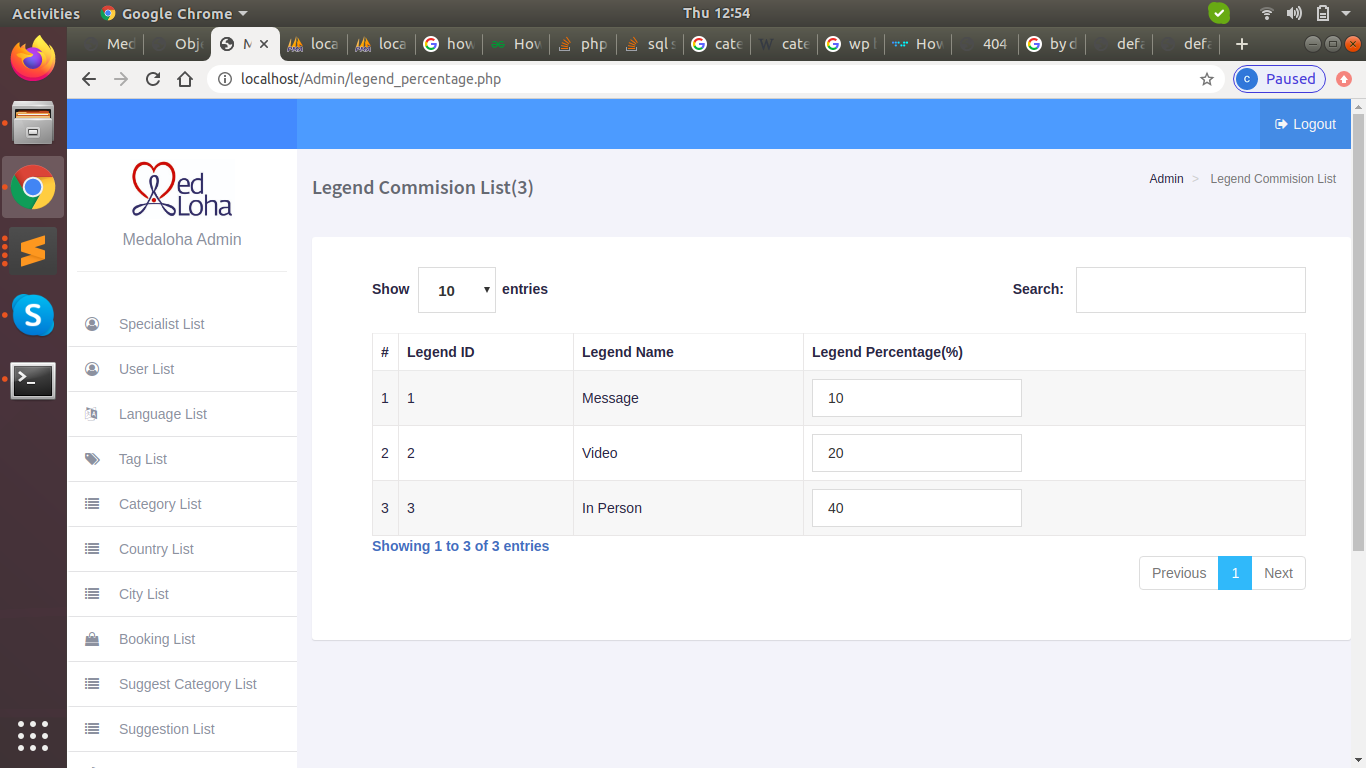 Activities Google Chrome Thu 12:54
Med Obje M loca loca how How php sql s cate cate wp l How 404 by d defa defa
localhost/Admin/legend_percentage.php c Paused
Logout
Med Loha
Medaloha Admin
Legend Commision List(3)
Admin > Legend Commision List
Specialist List
User List
Language List
Tag List
Category List
Country List
City List
Booking List
Suggest Category List
Suggestion List
Show 10 entries Search:
# Legend ID Legend Name Legend Percentage(%)
1 1 Message 10
2 2 Video 20
3 3 In Person 40
Showing 1 to 3 of 3 entries
Previous 1 Next